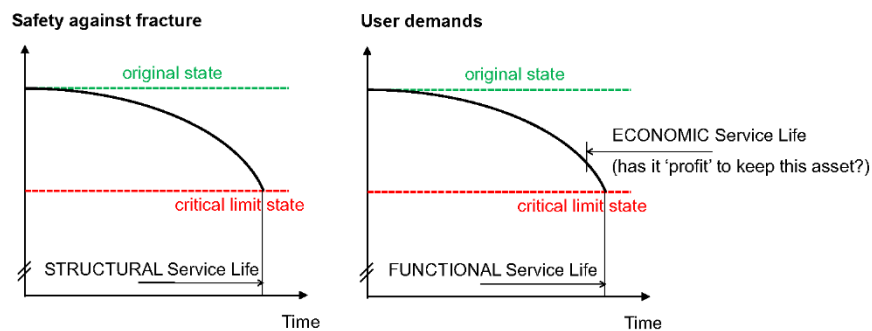 Safety against fracture
original state
critical limit state
STRUCTURAL Service Life
Time
User demands
original state
ECONOMIC Service Life
(has it ‘profit’ to keep this asset?)
critical limit state
FUNCTIONAL Service Life
Time